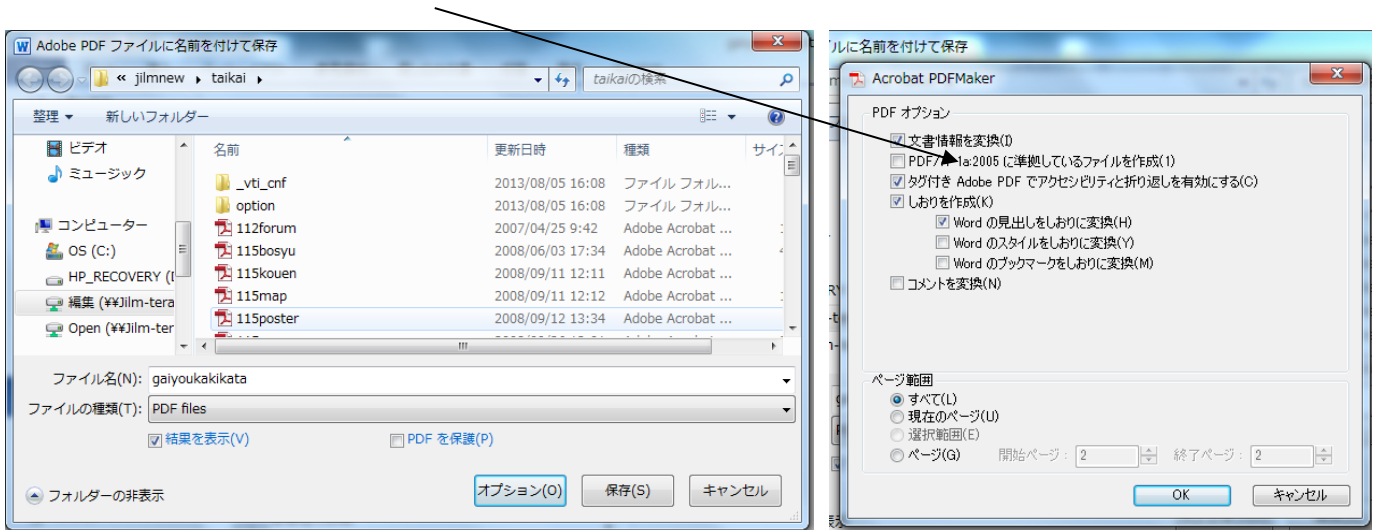 Adobe PDF ファイルに名前を付けて保存
« jilmnew ▸ taikai ▸
taikaiの検索
整理 ▼ 新しいフォルダー
名前 更新日時 種類 サイズ
ビデオ
ミュージック
コンピューター
OS (C:)
HP_RECOVERY (
編集 (¥¥Jilm-tera
Open (¥¥Jilm-ter
_vti_cnf 2013/08/05 16:08 ファイル フォル...
option 2013/08/05 16:08 ファイル フォル...
112forum 2007/04/25 9:42 Adobe Acrobat ...
115bosyu 2008/06/03 17:34 Adobe Acrobat ...
115kouen 2008/09/11 12:11 Adobe Acrobat ...
115map 2008/09/11 12:12 Adobe Acrobat ...
115poster 2008/09/12 13:34 Adobe Acrobat ...
ファイル名(N): gaiyoukakikata
ファイルの種類(T): PDF files
結果を表示(V) PDF を保護(P)
フォルダーの非表示
オプション(O) 保存(S) キャンセル
ルに名前を付けて保存
Acrobat PDFMaker
PDF オプション
文書情報を変換(I)
1a:2005 に準拠しているファイルを作成(1)
タグ付き Adobe PDF でアクセシビリティと折り返しを有効にする(C)
しおりを作成(K)
Word の見出しをしおりに変換(H)
Word のスタイルをしおりに変換(Y)
Word のブックマークをしおりに変換(M)
コメントを変換(N)
ページ範囲
すべて(L)
現在のページ(U)
選択範囲(E)
ページ(G) 開始ページ: 2 終了ページ: 2
OK キャンセル